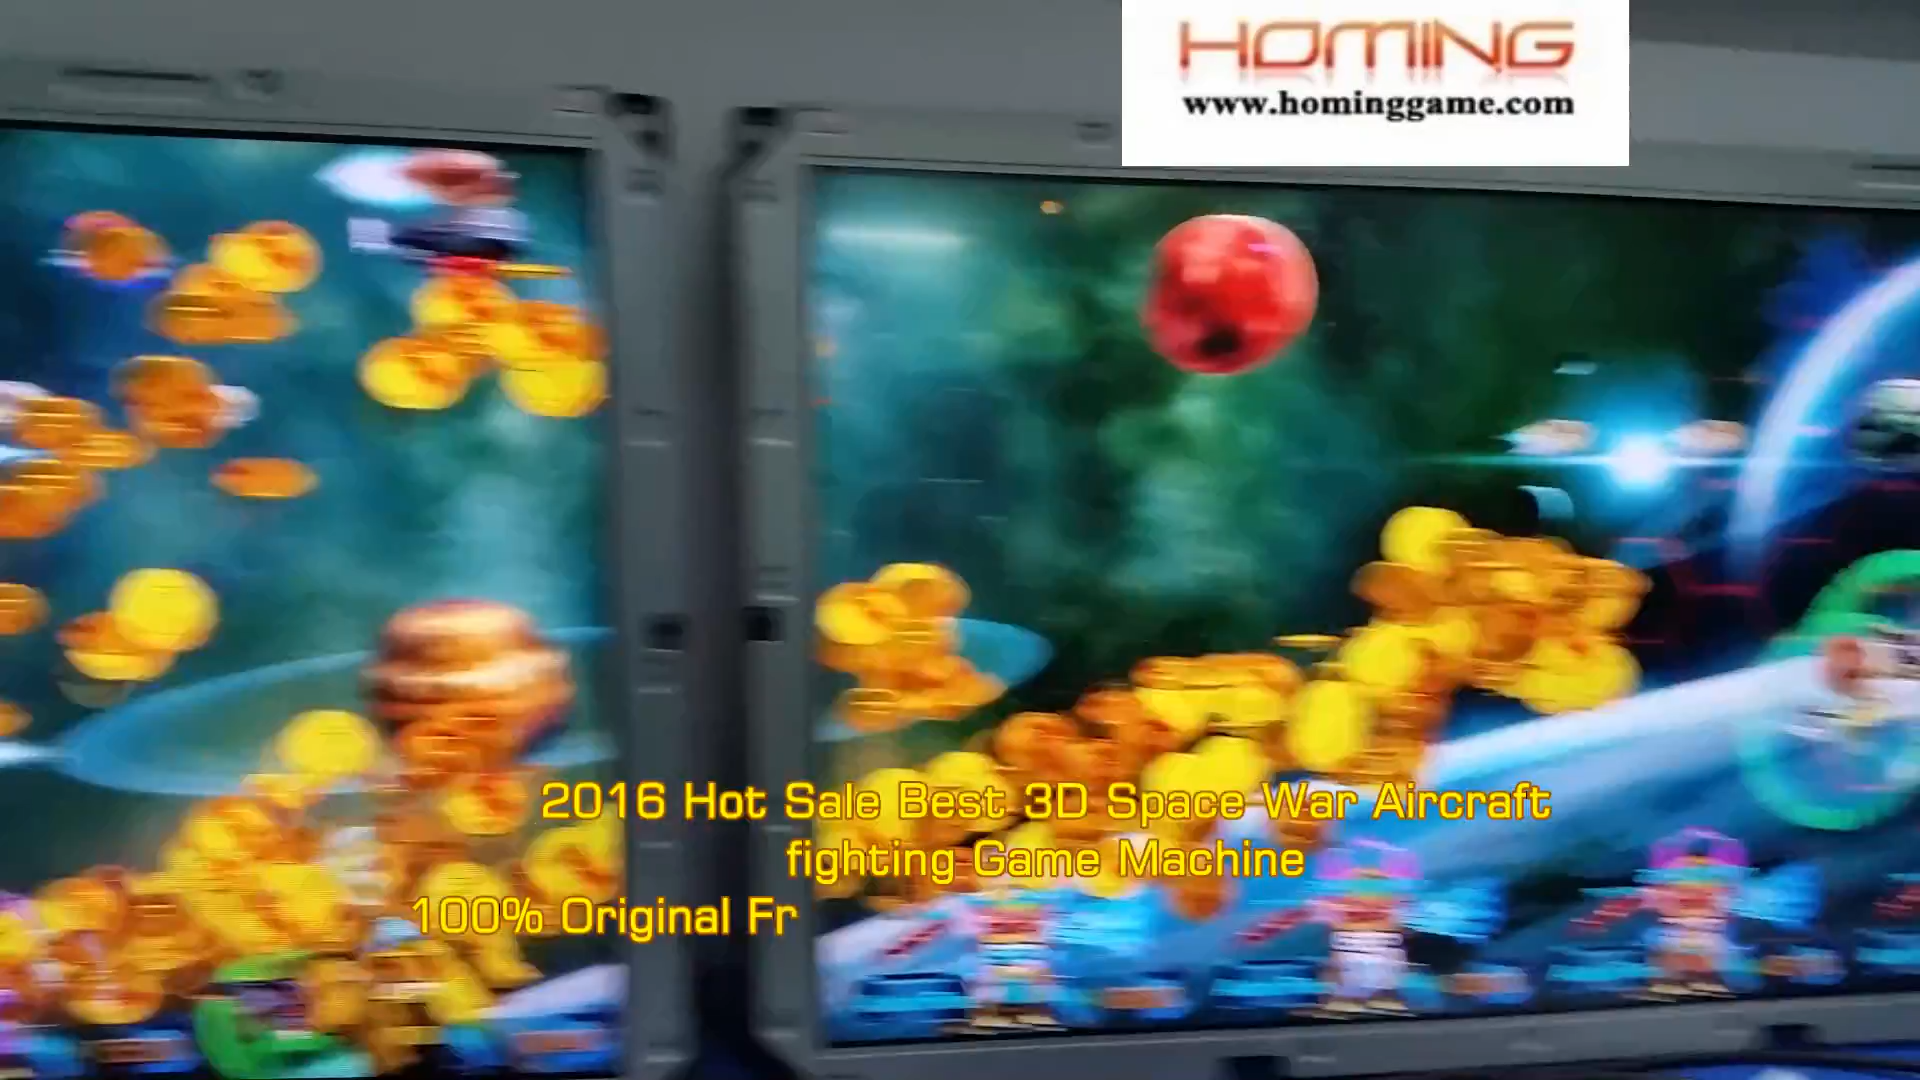 HOMING
www.hominggame.com
2016 Hot Sale Best 3D Space War Aircraft
fighting Game Machine
100% Original Fr